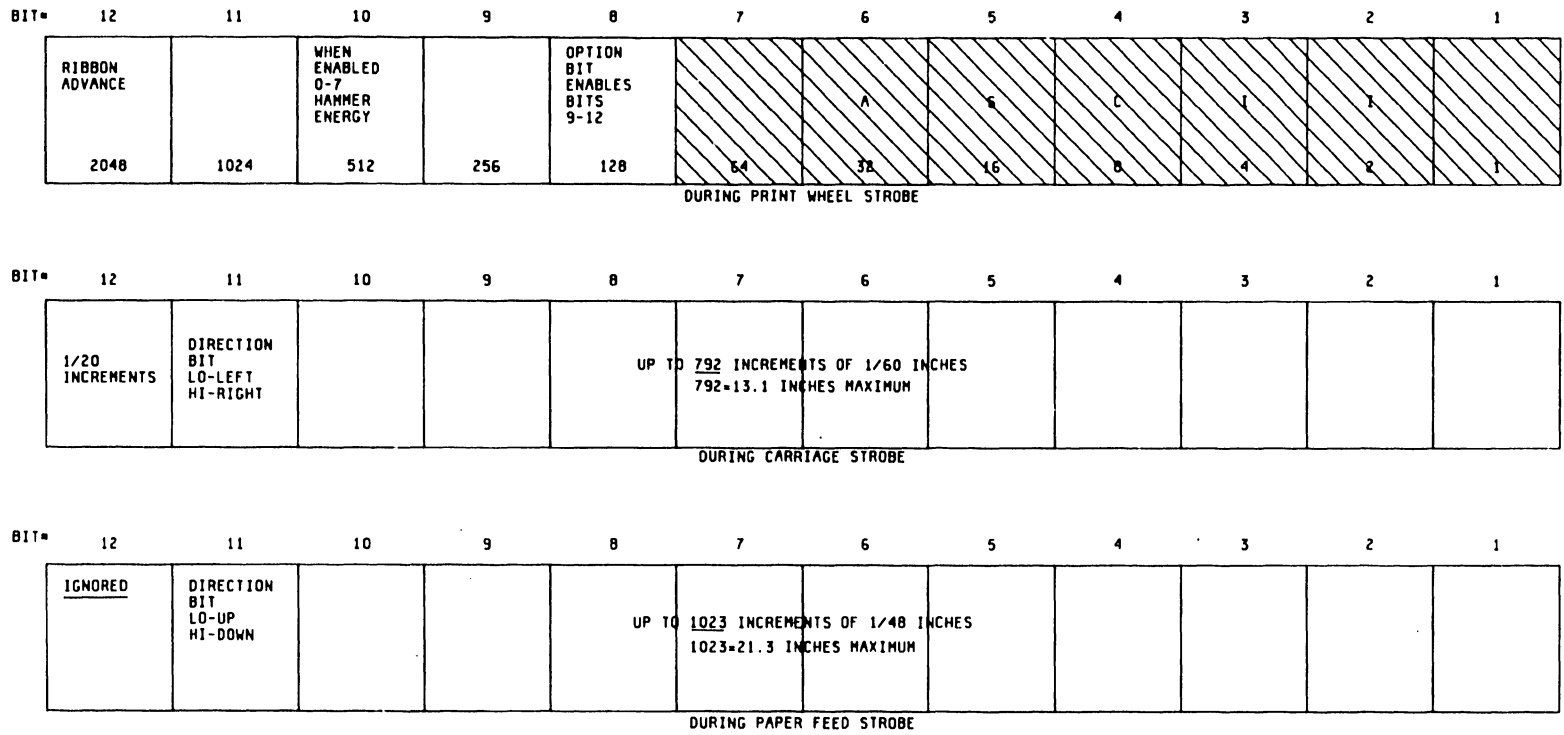 BIT# 12 11 10 9 8 7 6 5 4 3 2 1
RIBBON
ADVANCE
WHEN
ENABLED
0-7
HAMMER
ENERGY
OPTION
BIT
ENABLES
BITS
9-12
A S C I I
2048 1024 512 256 128 64 32 16 8 4 2 1
DURING PRINT WHEEL STROBE
BIT# 12 11 10 9 8 7 6 5 4 3 2 1
1/20
INCREMENTS
DIRECTION
BIT
LO-LEFT
HI-RIGHT
UP TO 792 INCREMENTS OF 1/60 INCHES
792=13.1 INCHES MAXIMUM
DURING CARRIAGE STROBE
BIT# 12 11 10 9 8 7 6 5 4 3 2 1
IGNORED
DIRECTION
BIT
LO-UP
HI-DOWN
UP TO 1023 INCREMENTS OF 1/48 INCHES
1023=21.3 INCHES MAXIMUM
DURING PAPER FEED STROBE